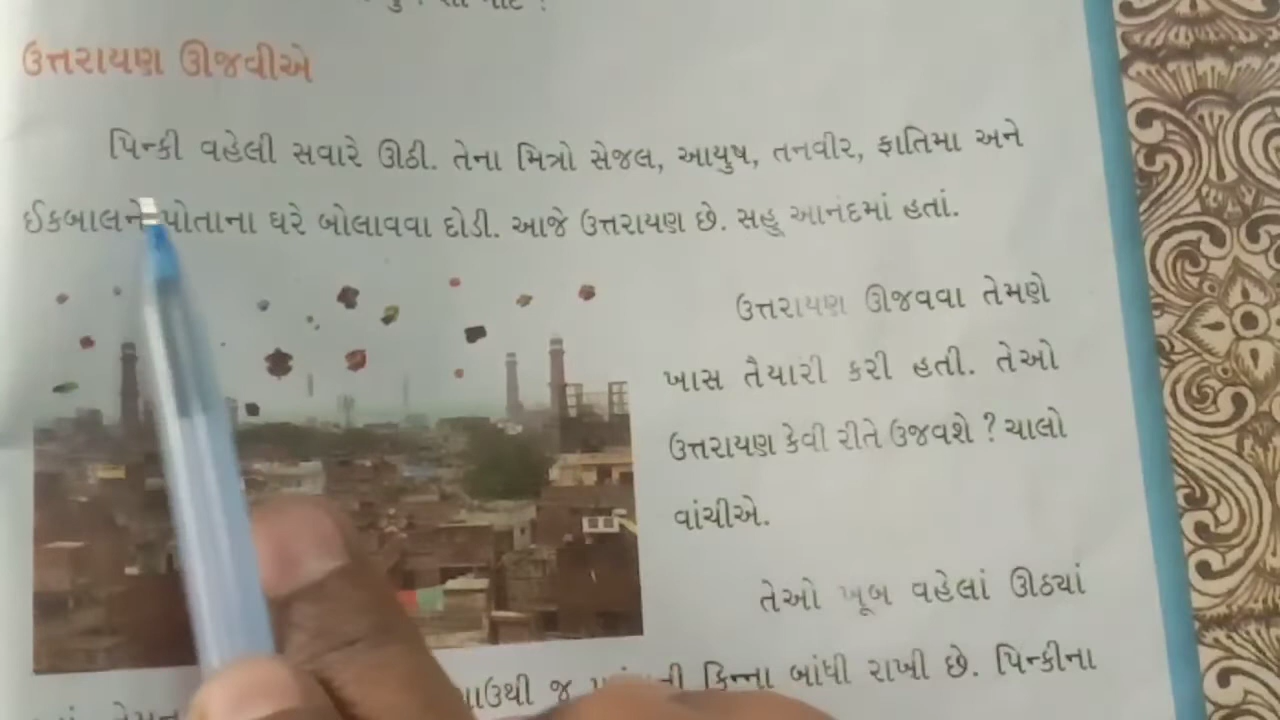 ઉત્તરાયણ ઊજવીએ
પિન્કી વહેલી સવારે ઊઠી. તેના મિત્રો સેજલ, આયુષ, તનવીર, ફાતિમા અને
ઈકબાલને પોતાના ઘરે બોલાવવા દોડી. આજે ઉત્તરાયણ છે. સહુ આનંદમાં હતાં.
ઉત્તરાયણ ઊજવવા તેમણે
ખાસ તૈયારી કરી હતી. તેઓ
ઉત્તરાયણ કેવી રીતે ઉજવશે ? ચાલો
વાંચીએ.
તેઓ ખૂબ વહેલાં ઊઠ્યાં
જ કિન્ના બાંધી રાખી છે. પિન્કીના